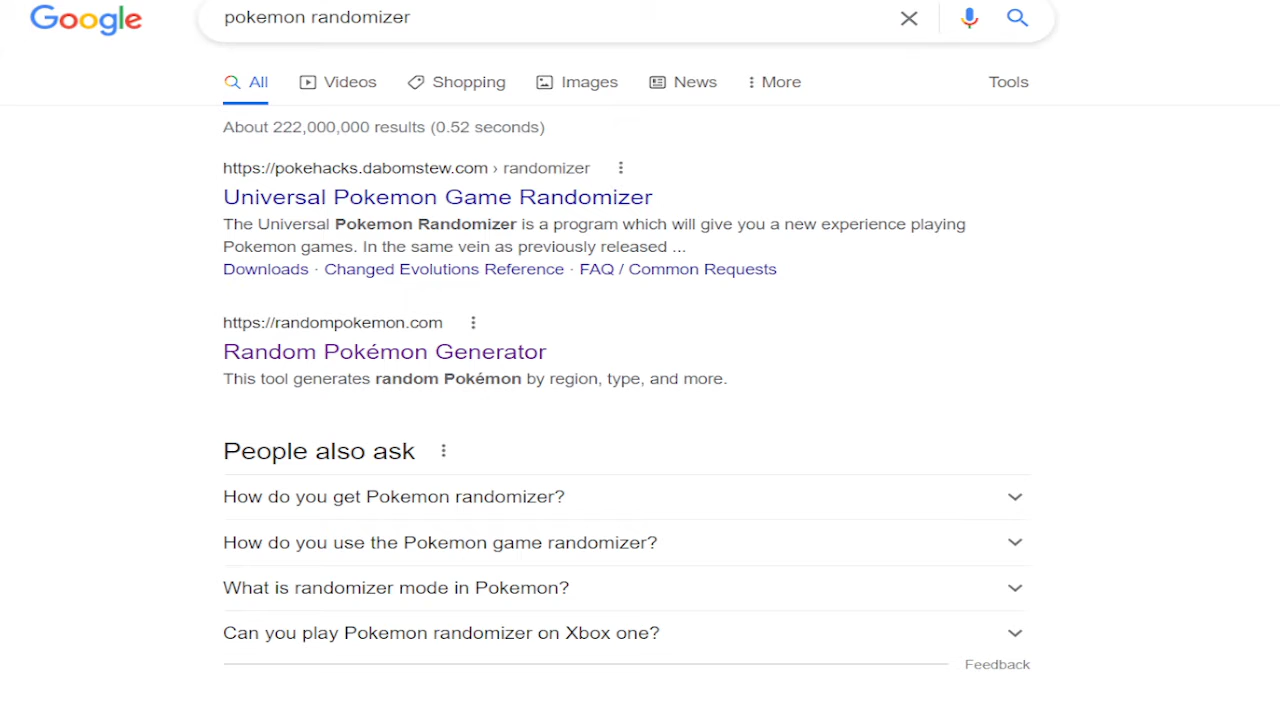 Google
pokemon randomizer
All Videos Shopping Images News More Tools
About 222,000,000 results (0.52 seconds)
https://pokehacks.dabomstew.com › randomizer
Universal Pokemon Game Randomizer
The Universal Pokemon Randomizer is a program which will give you a new experience playing
Pokemon games. In the same vein as previously released ...
Downloads · Changed Evolutions Reference · FAQ / Common Requests
https://randompokemon.com
Random Pokémon Generator
This tool generates random Pokémon by region, type, and more.
People also ask
How do you get Pokemon randomizer?
How do you use the Pokemon game randomizer?
What is randomizer mode in Pokemon?
Can you play Pokemon randomizer on Xbox one?
Feedback